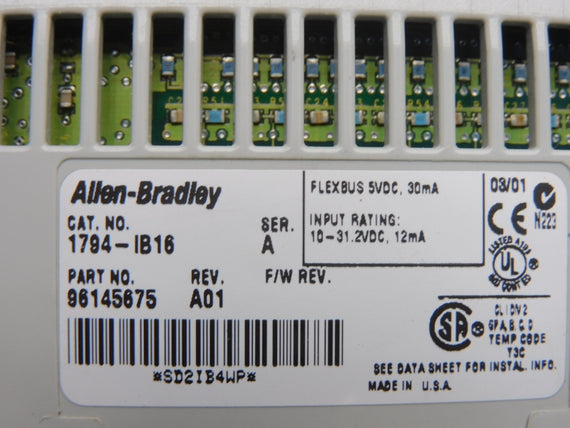 Allen-Bradley
CAT. NO.
1794-IB16
SER.
A
PART NO.
96145675
REV.
A01
F/W REV.
FLEXBUS 5VDC, 30mA
INPUT RATING:
10-31.2VDC, 12mA
03/01
CE
N223
LISTED
UL
SA
CL I DIV 2
GP A, B, C, D
TEMP CODE
T3C
SEE DATA SHEET FOR INSTAL. INFO.
MADE IN U.S.A.
*SD2IB4WP*